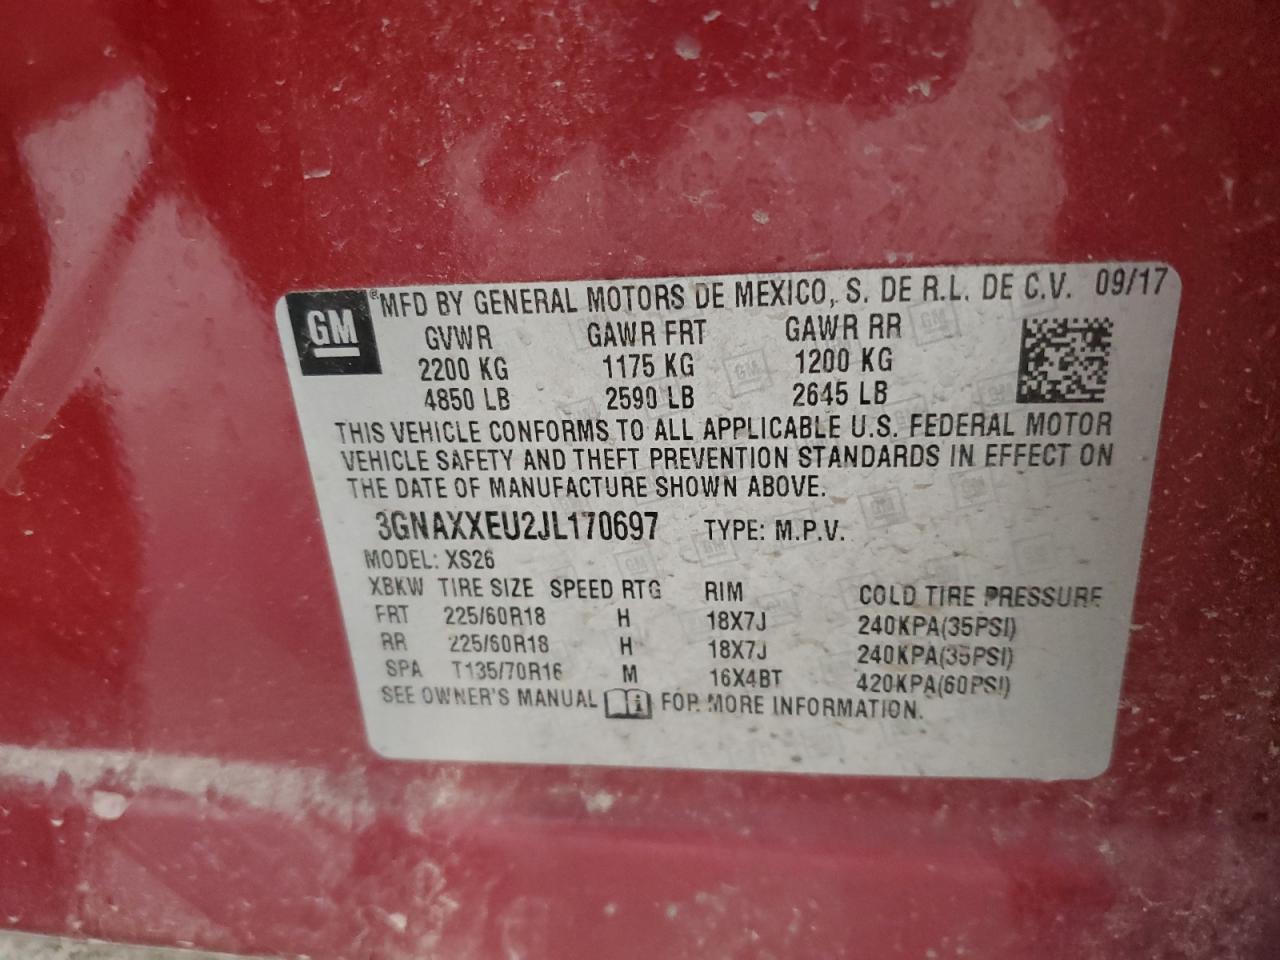 GM ® MFD BY GENERAL MOTORS DE MEXICO, S. DE R.L. DE C.V. 09/17
GVWR GAWR FRT GAWR RR
2200 KG 1175 KG 1200 KG
4850 LB 2590 LB 2645 LB
THIS VEHICLE CONFORMS TO ALL APPLICABLE U.S. FEDERAL MOTOR
VEHICLE SAFETY AND THEFT PREVENTION STANDARDS IN EFFECT ON
THE DATE OF MANUFACTURE SHOWN ABOVE.
3GNAXXEU2JL170697 TYPE: M.P.V.
MODEL: XS26
XBKW TIRE SIZE SPEED RTG RIM COLD TIRE PRESSURE
FRT 225/60R18 H 18X7J 240KPA(35PSI)
RR 225/60R18 H 18X7J 240KPA(35PSI)
SPA T135/70R16 M 16X4BT 420KPA(60PSI)
SEE OWNER'S MANUAL FOR MORE INFORMATION.